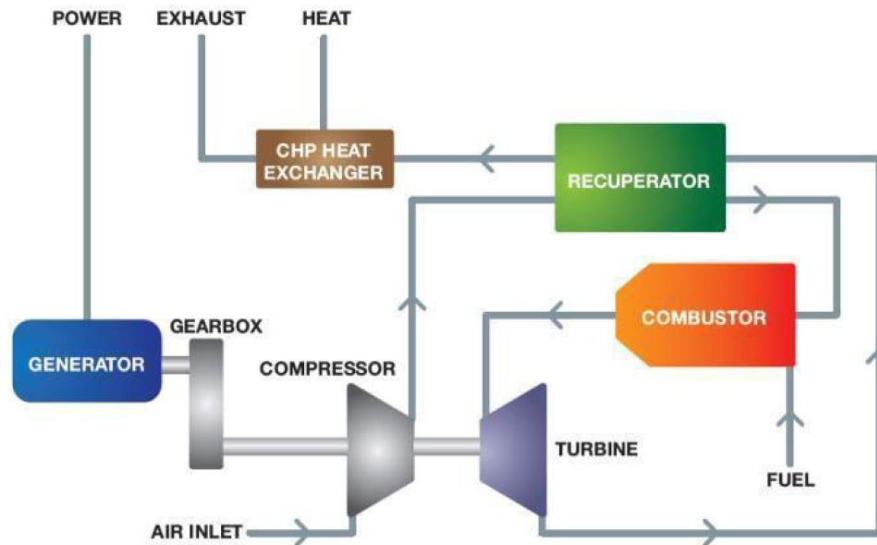 POWER
EXHAUST
HEAT
CHP HEAT
EXCHANGER
RECUPERATOR
GEARBOX
COMBUSTOR
GENERATOR
COMPRESSOR
TURBINE
FUEL
AIR INLET